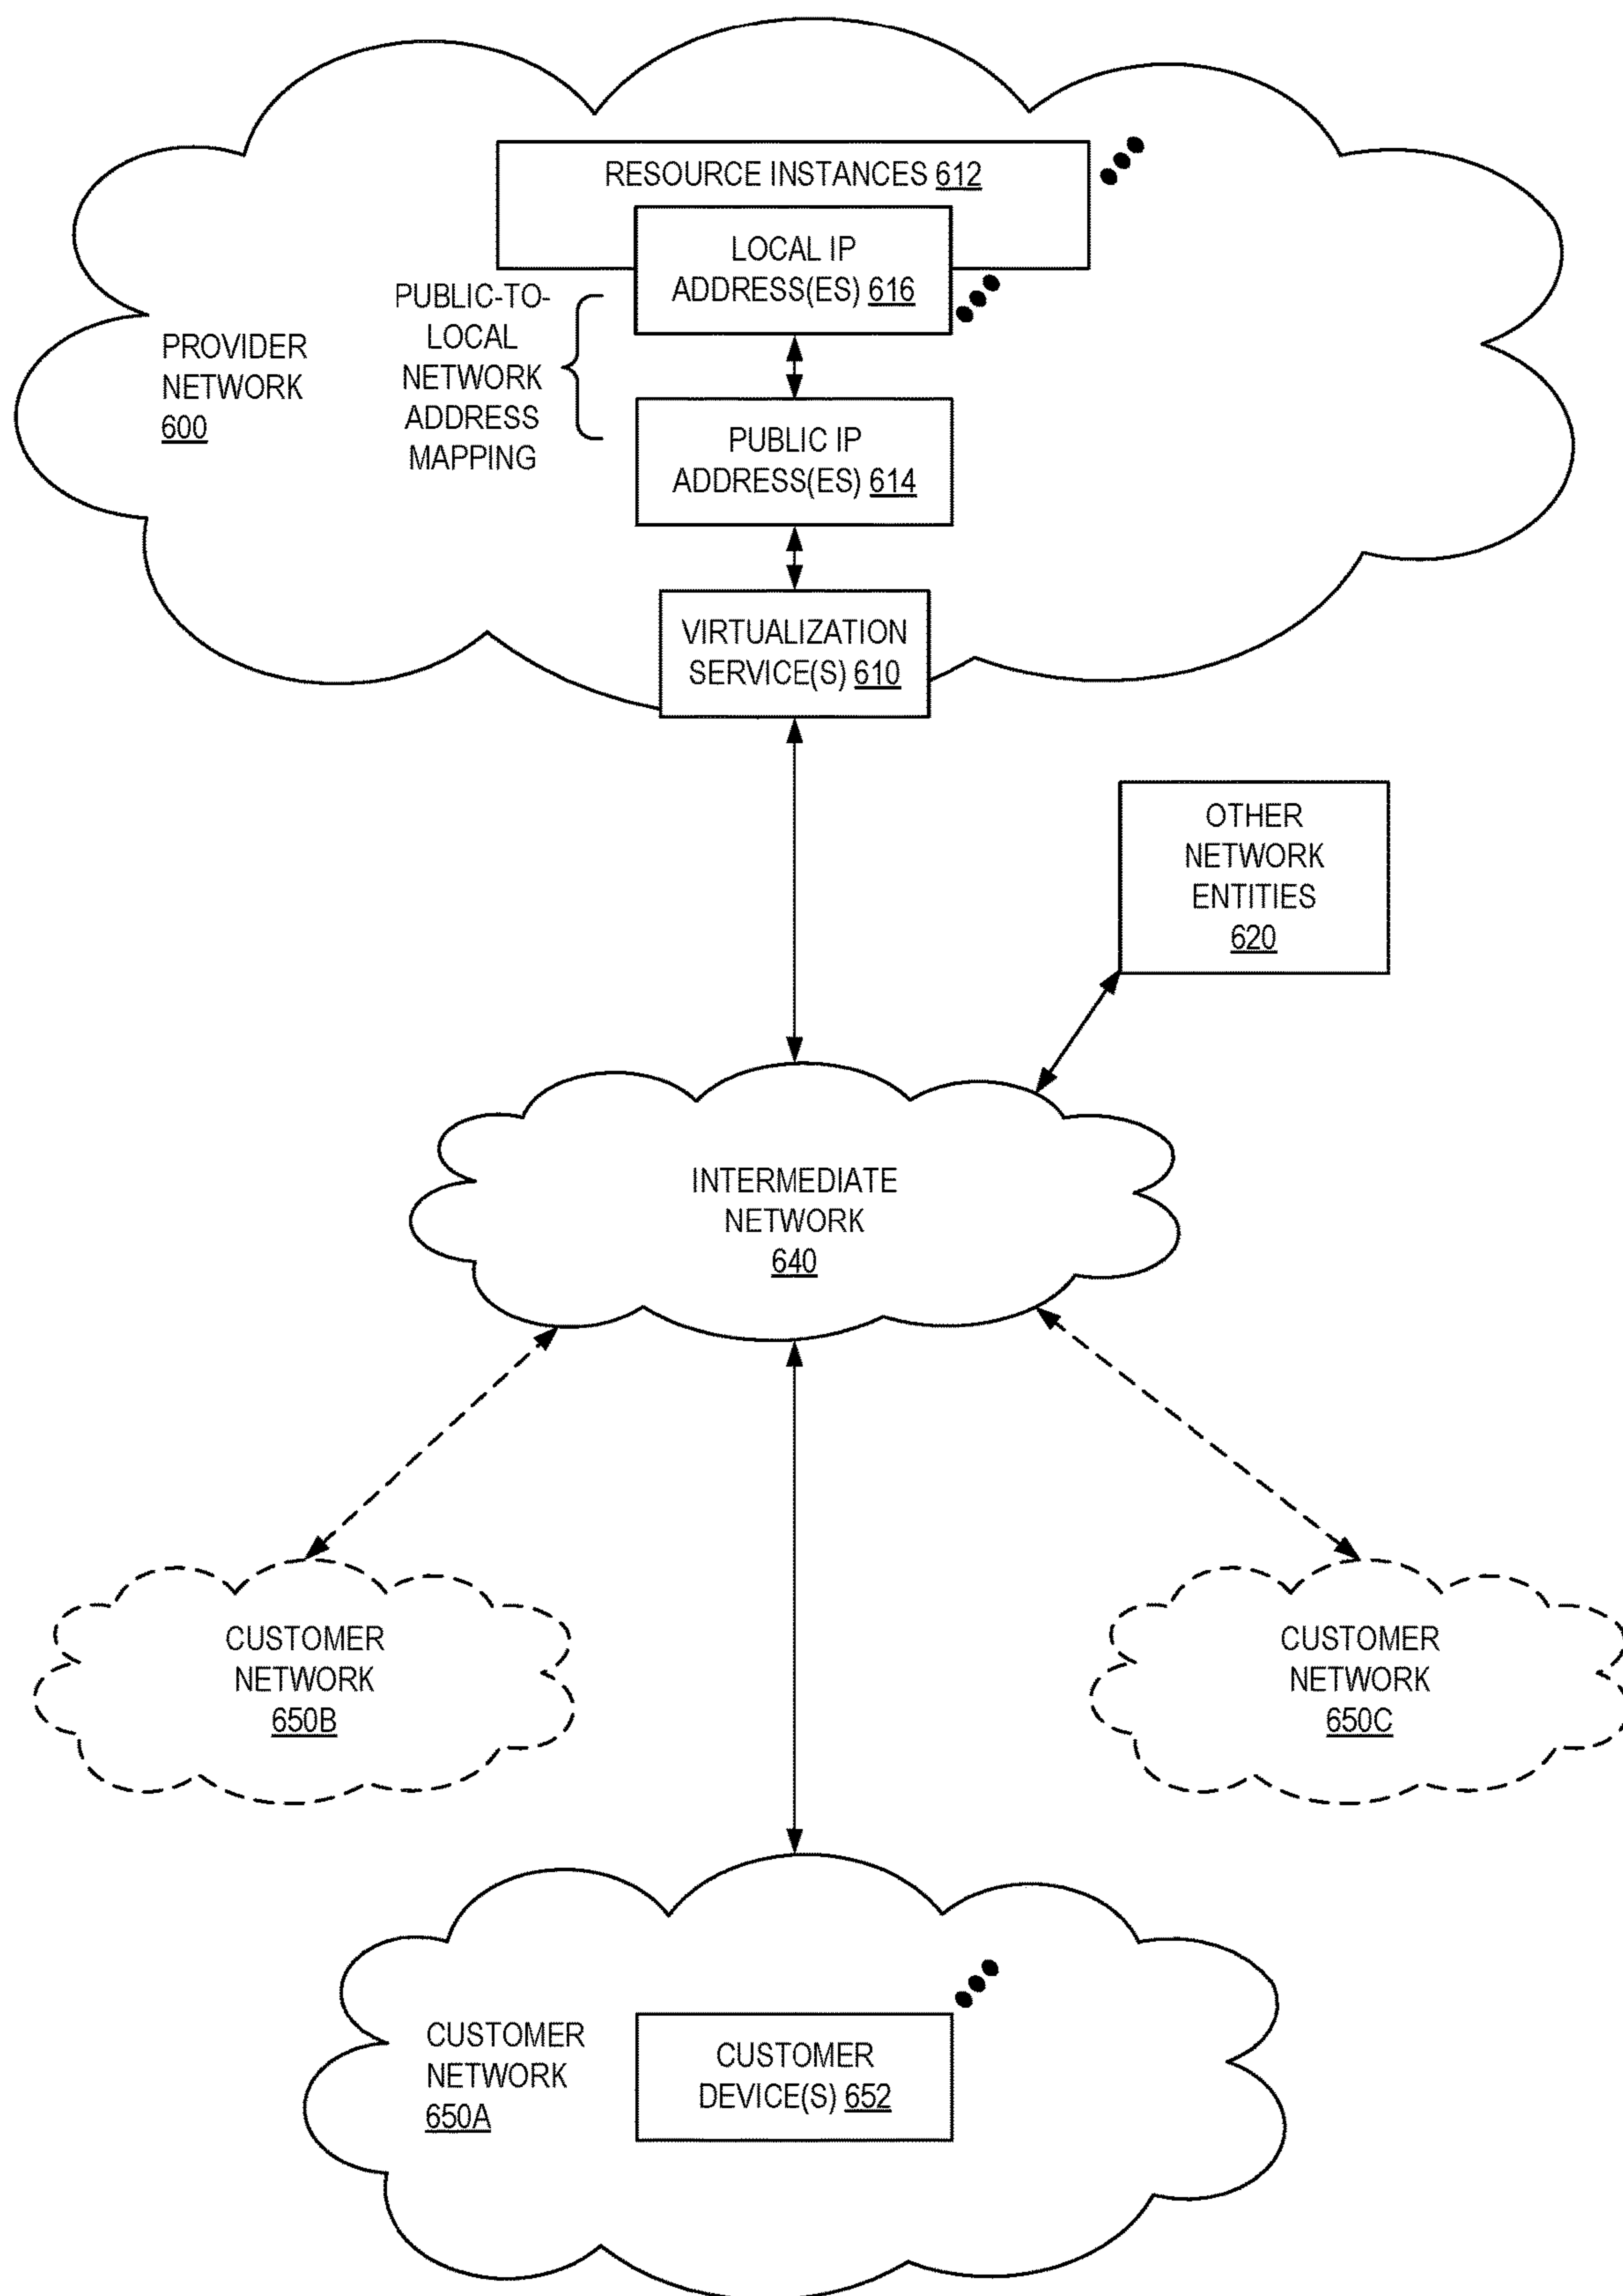 RESOURCE INSTANCES 612
LOCAL IP
ADDRESS(ES) 616
PUBLIC-TO-
LOCAL
NETWORK
ADDRESS
MAPPING
PROVIDER
NETWORK
600
PUBLIC IP
ADDRESS(ES) 614
VIRTUALIZATION
SERVICE(S) 610
OTHER
NETWORK
ENTITIES
620
INTERMEDIATE
NETWORK
640
CUSTOMER
NETWORK
650B
CUSTOMER
NETWORK
650C
CUSTOMER
NETWORK
650A
CUSTOMER
DEVICE(S) 652